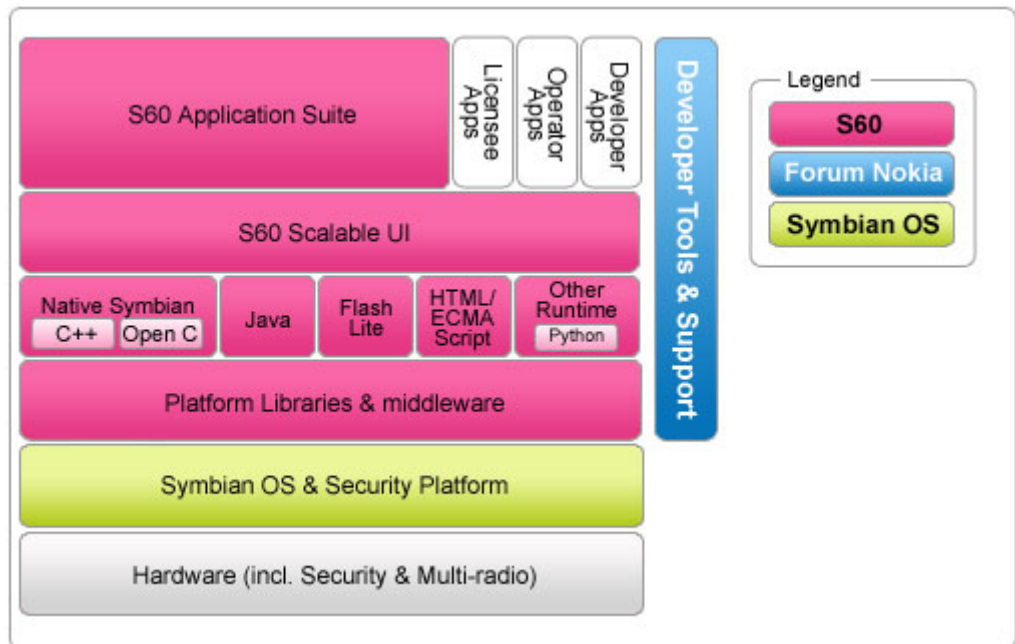 S60 Application Suite
Licensee
Apps
Operator
Apps
Developer
Apps
S60 Scalable UI
Native Symbian
C++
Open C
Java
Flash
Lite
HTML/
ECMA
Script
Other
Runtime
Python
Platform Libraries & middleware
Symbian OS & Security Platform
Hardware (incl. Security & Multi-radio)
Developer Tools & Support
Legend
S60
Forum Nokia
Symbian OS